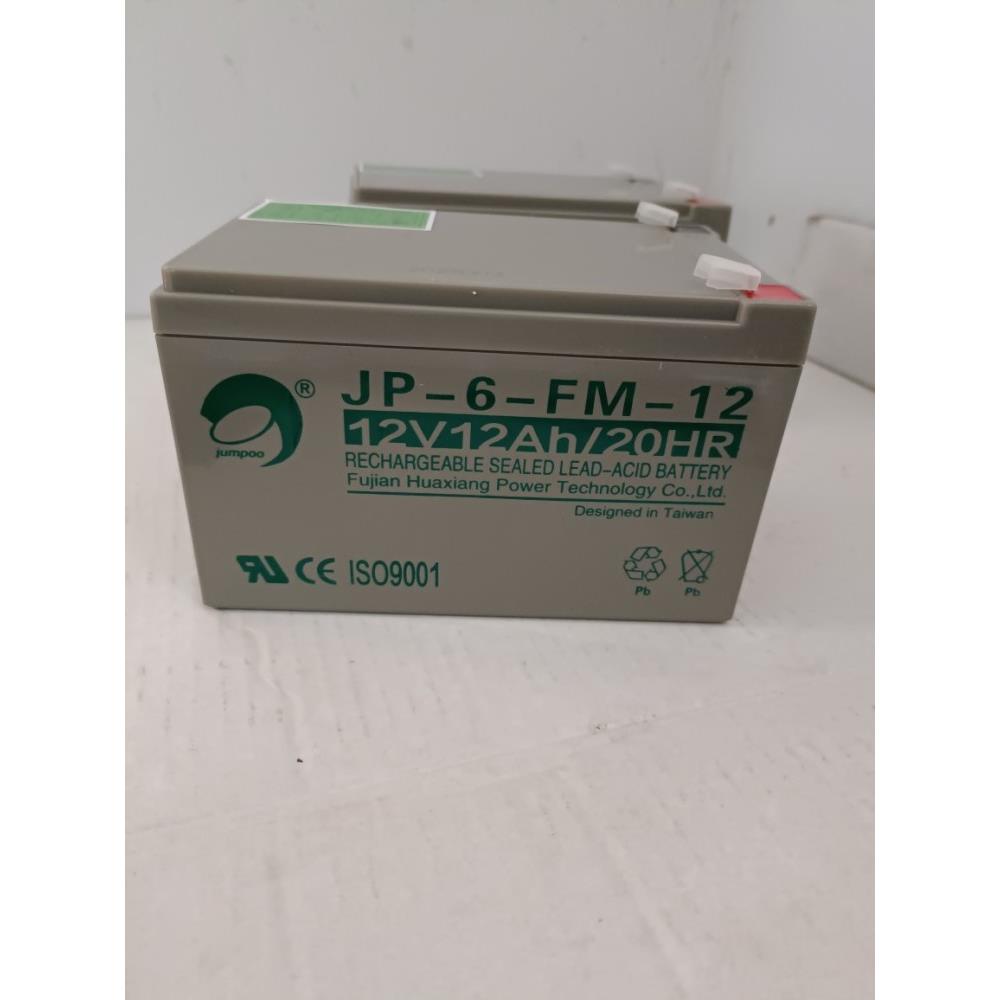 jumpoo
®
JP-6-FM-12
12V12Ah/20HR
RECHARGEABLE SEALED LEAD-ACID BATTERY
Fujian Huaxiang Power Technology Co.,Ltd.
Designed in Taiwan
CE ISO9001
Pb Pb